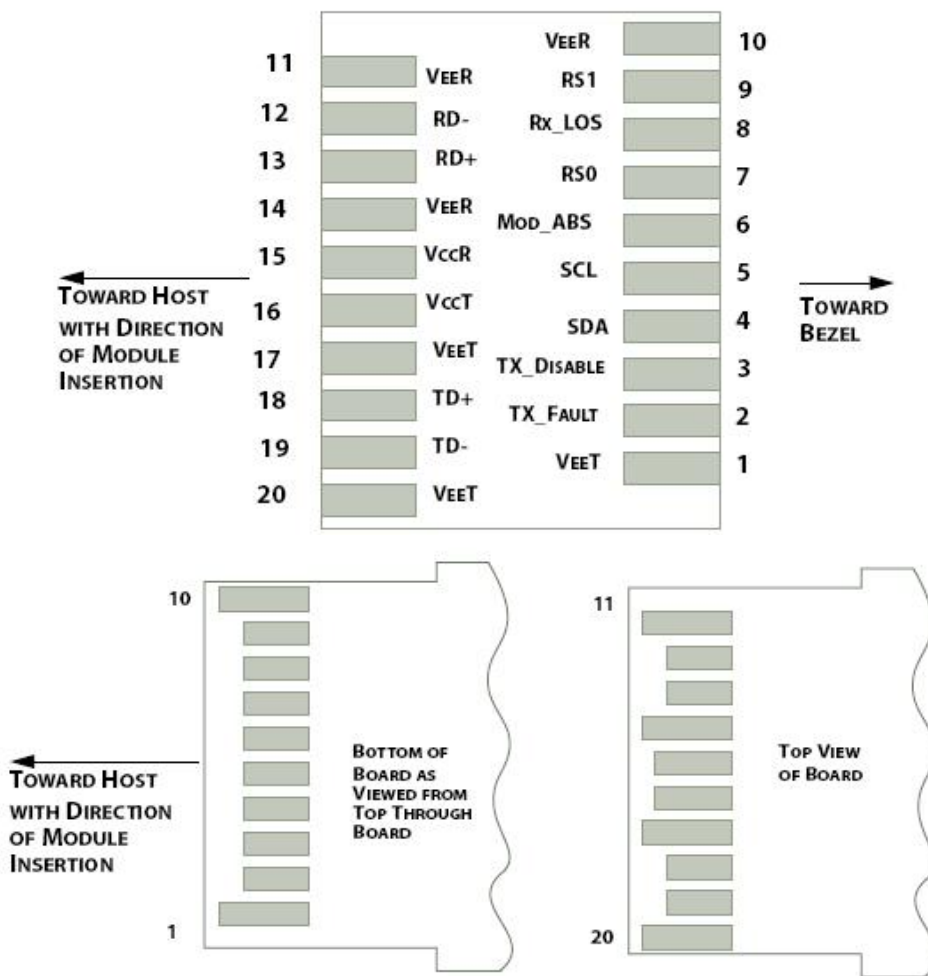 11 VEER
12 RD-
13 RD+
14 VEER
15 VCCR
16 VCCT
17 VEET
18 TD+
19 TD-
20 VEET
VEER 10
RS1 9
RX_LOS 8
RS0 7
MOD_ABS 6
SCL 5
SDA 4
TX_DISABLE 3
TX_FAULT 2
VEET 1
TOWARD HOST
WITH DIRECTION
OF MODULE
INSERTION
TOWARD
BEZEL
10
1
TOWARD HOST
WITH DIRECTION
OF MODULE
INSERTION
BOTTOM OF
BOARD AS
VIEWED FROM
TOP THROUGH
BOARD
11
20
TOP VIEW
OF BOARD